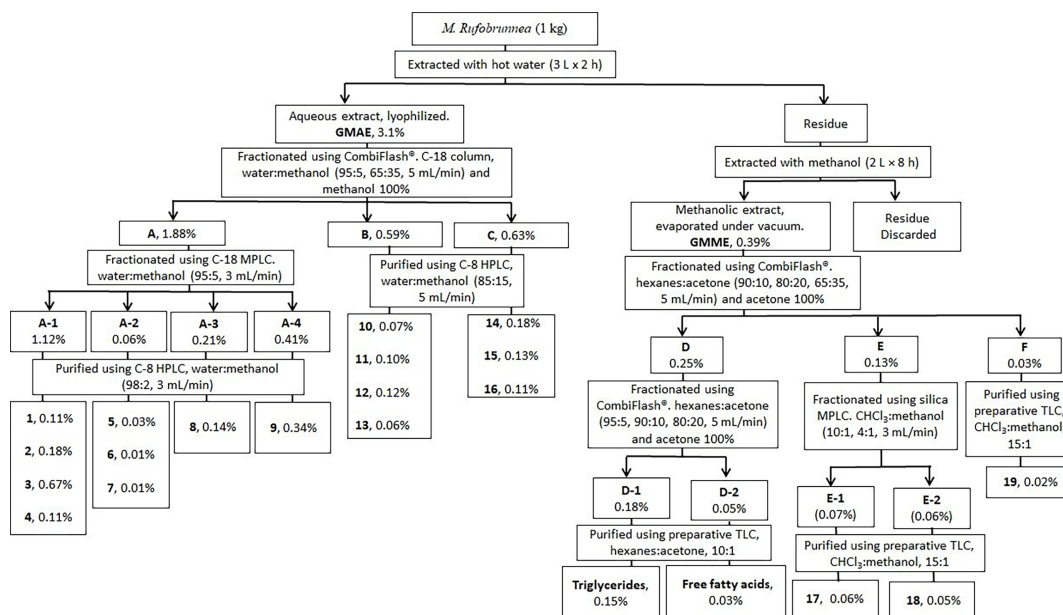 M. Rufobrunnea (1 kg)
Extracted with hot water (3 L x 2 h)
Aqueous extract, lyophilized.
GMAE, 3.1%
Fractionated using CombiFlash®. C-18 column,
water:methanol (95:5, 65:35, 5 mL/min) and
methanol 100%
A, 1.88%
B, 0.59%
C, 0.63%
Fractionated using C-18 MPLC.
water:methanol (95:5, 3 mL/min)
Purified using C-8 HPLC,
water:methanol (85:15,
5 mL/min)
A-1
1.12%
A-2
0.06%
A-3
0.21%
A-4
0.41%
Purified using C-8 HPLC, water:methanol
(98:2, 3 mL/min)
1, 0.11%
2, 0.18%
3, 0.67%
4, 0.11%
5, 0.03%
6, 0.01%
7, 0.01%
8, 0.14%
9, 0.34%
10, 0.07%
11, 0.10%
12, 0.12%
13, 0.06%
14, 0.18%
15, 0.13%
16, 0.11%
Residue
Extracted with methanol (2 L × 8 h)
Methanolic extract,
evaporated under vacuum.
GMME, 0.39%
Residue
Discarded
Fractionated using CombiFlash®.
hexanes:acetone (90:10, 80:20, 65:35,
5 mL/min) and acetone 100%
D
0.25%
E
0.13%
F
0.03%
Fractionated using
CombiFlash®. hexanes:acetone
(95:5, 90:10, 80:20, 5 mL/min)
and acetone 100%
Fractionated using silica
MPLC. CHCl₃:methanol
(10:1, 4:1, 3 mL/min)
Purified using
preparative TLC,
CHCl₃:methanol,
15:1
D-1
0.18%
D-2
0.05%
E-1
(0.07%)
E-2
(0.06%)
19, 0.02%
Purified using preparative TLC,
hexanes:acetone, 10:1
Purified using preparative TLC,
CHCl₃:methanol, 15:1
Triglycerides,
0.15%
Free fatty acids,
0.03%
17, 0.06%
18, 0.05%